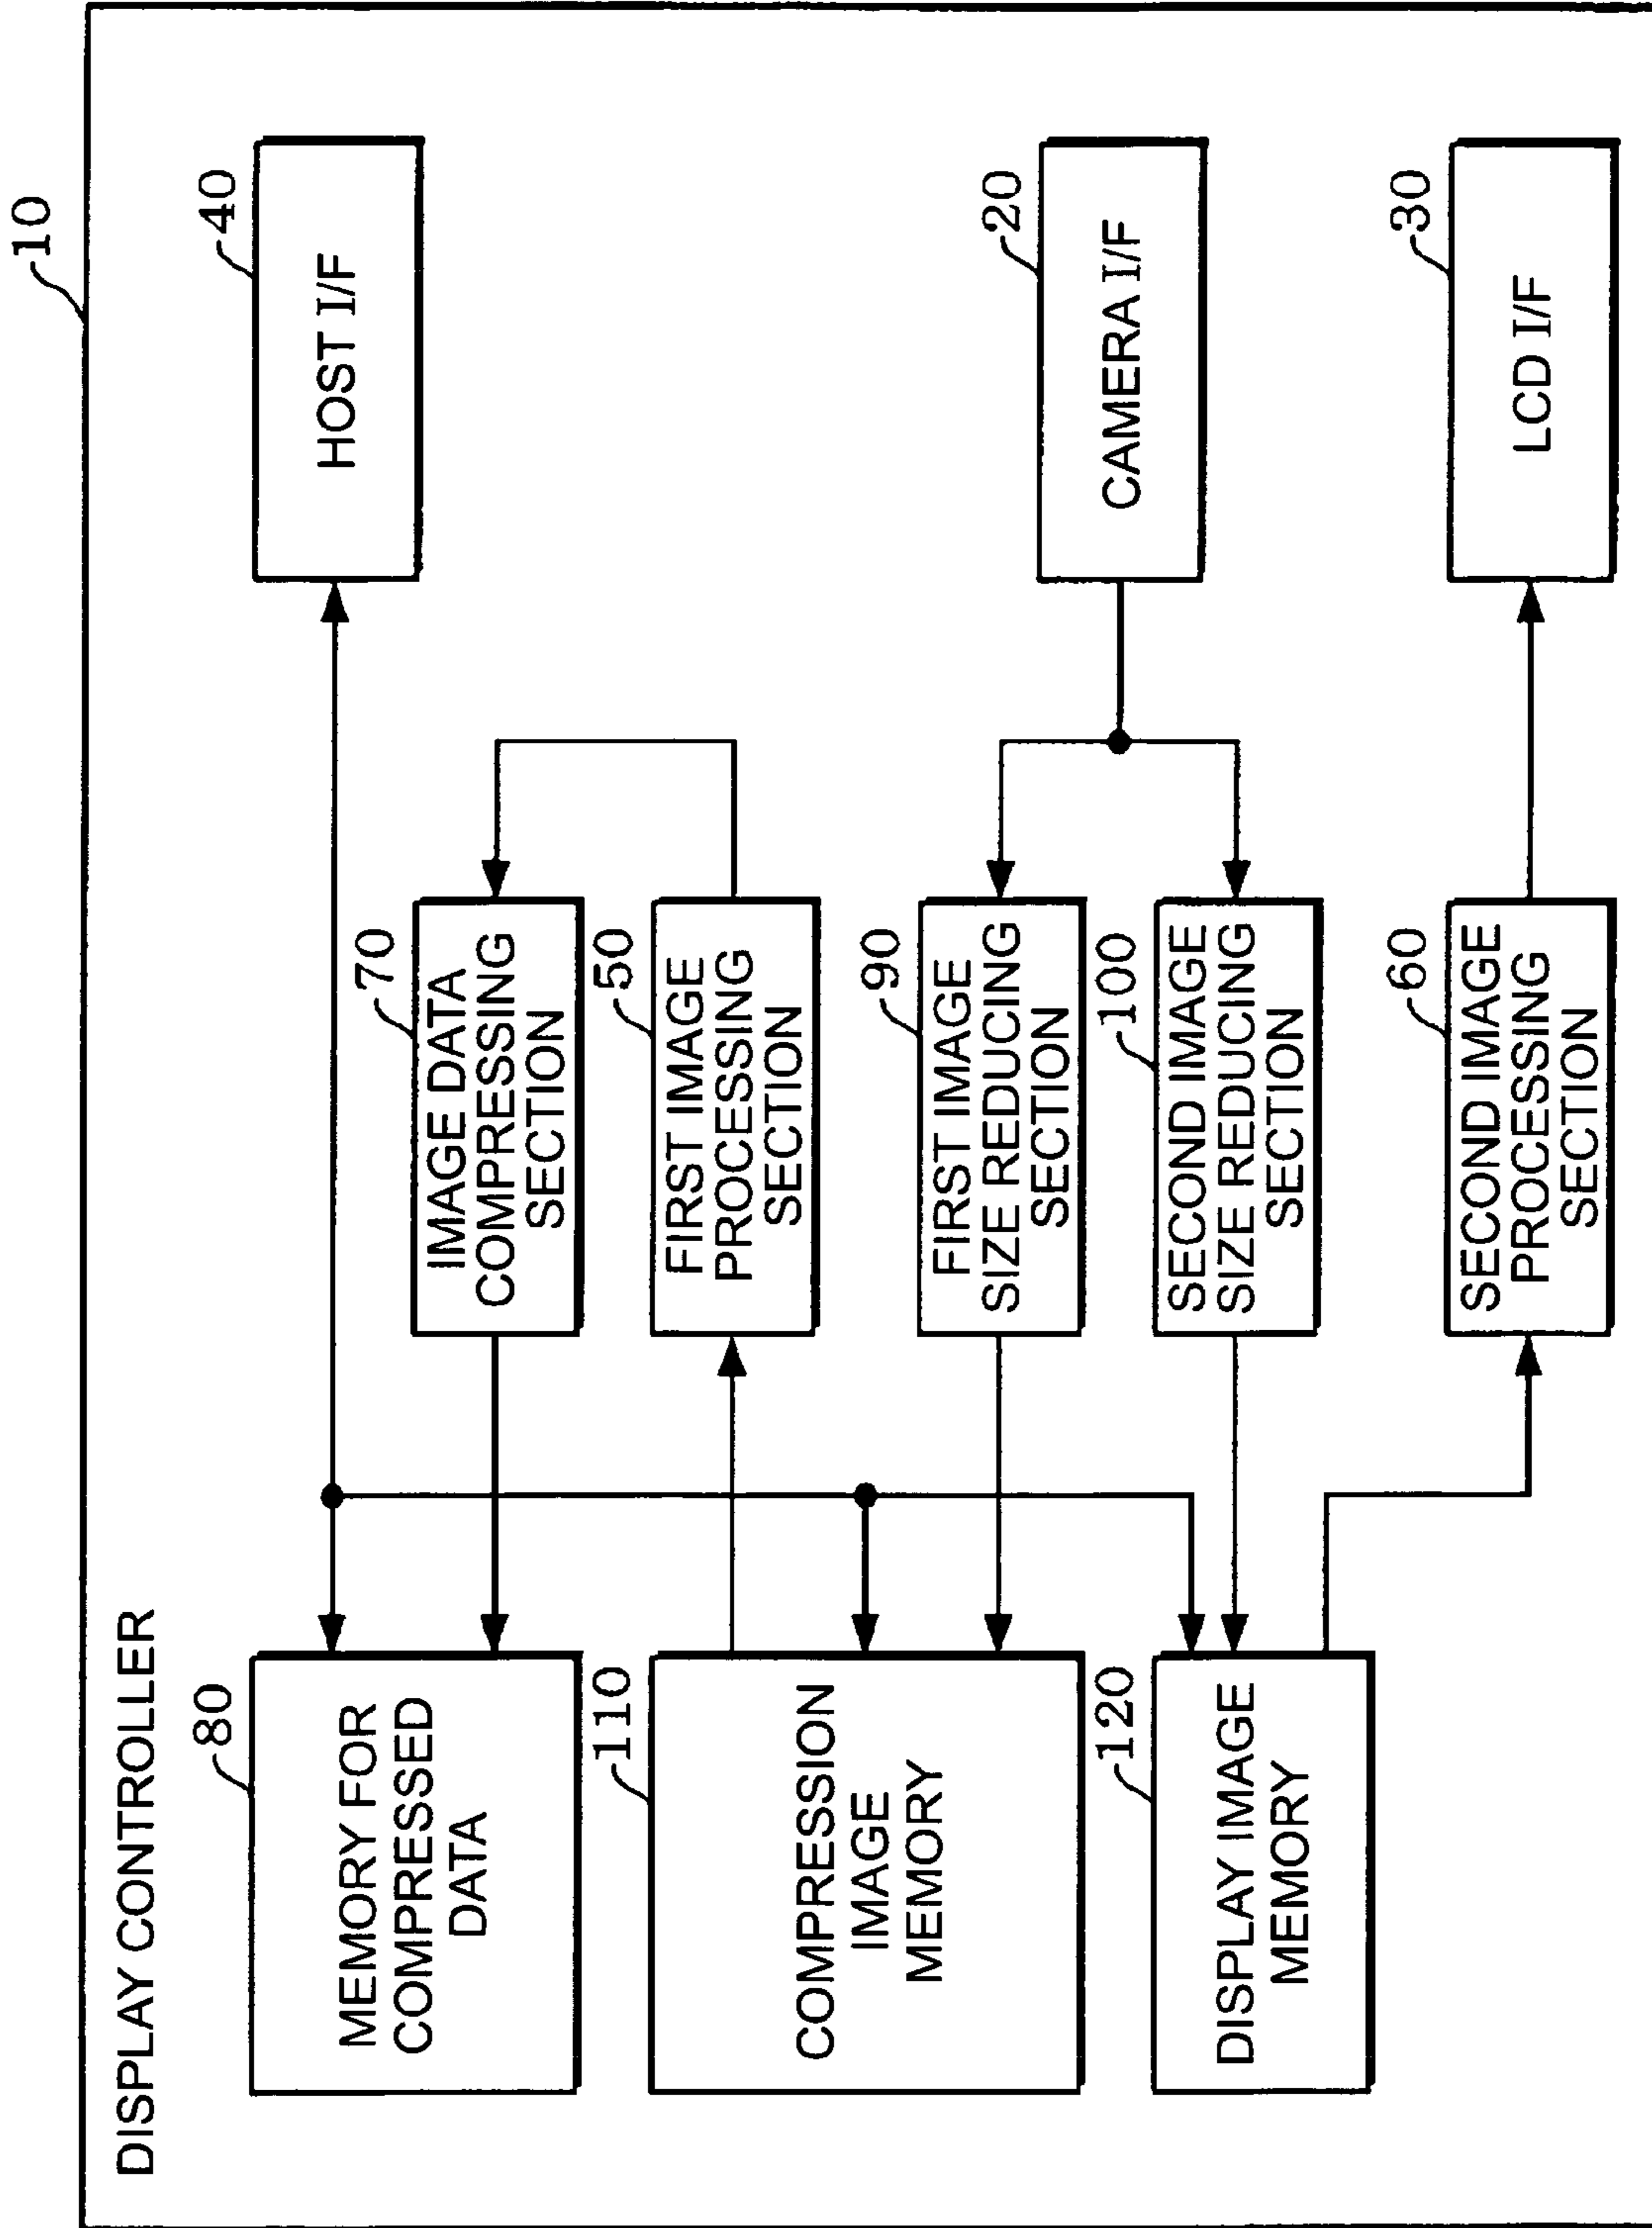 10
DISPLAY CONTROLLER
80
MEMORY FOR
COMPRESSED
DATA
70
IMAGE DATA
COMPRESSING
SECTION
40
HOST I/F
110
COMPRESSION
IMAGE
MEMORY
50
FIRST IMAGE
PROCESSING
SECTION
90
FIRST IMAGE
SIZE REDUCING
SECTION
20
CAMERA I/F
120
DISPLAY IMAGE
MEMORY
100
SECOND IMAGE
SIZE REDUCING
SECTION
60
SECOND IMAGE
PROCESSING
SECTION
30
LCD I/F